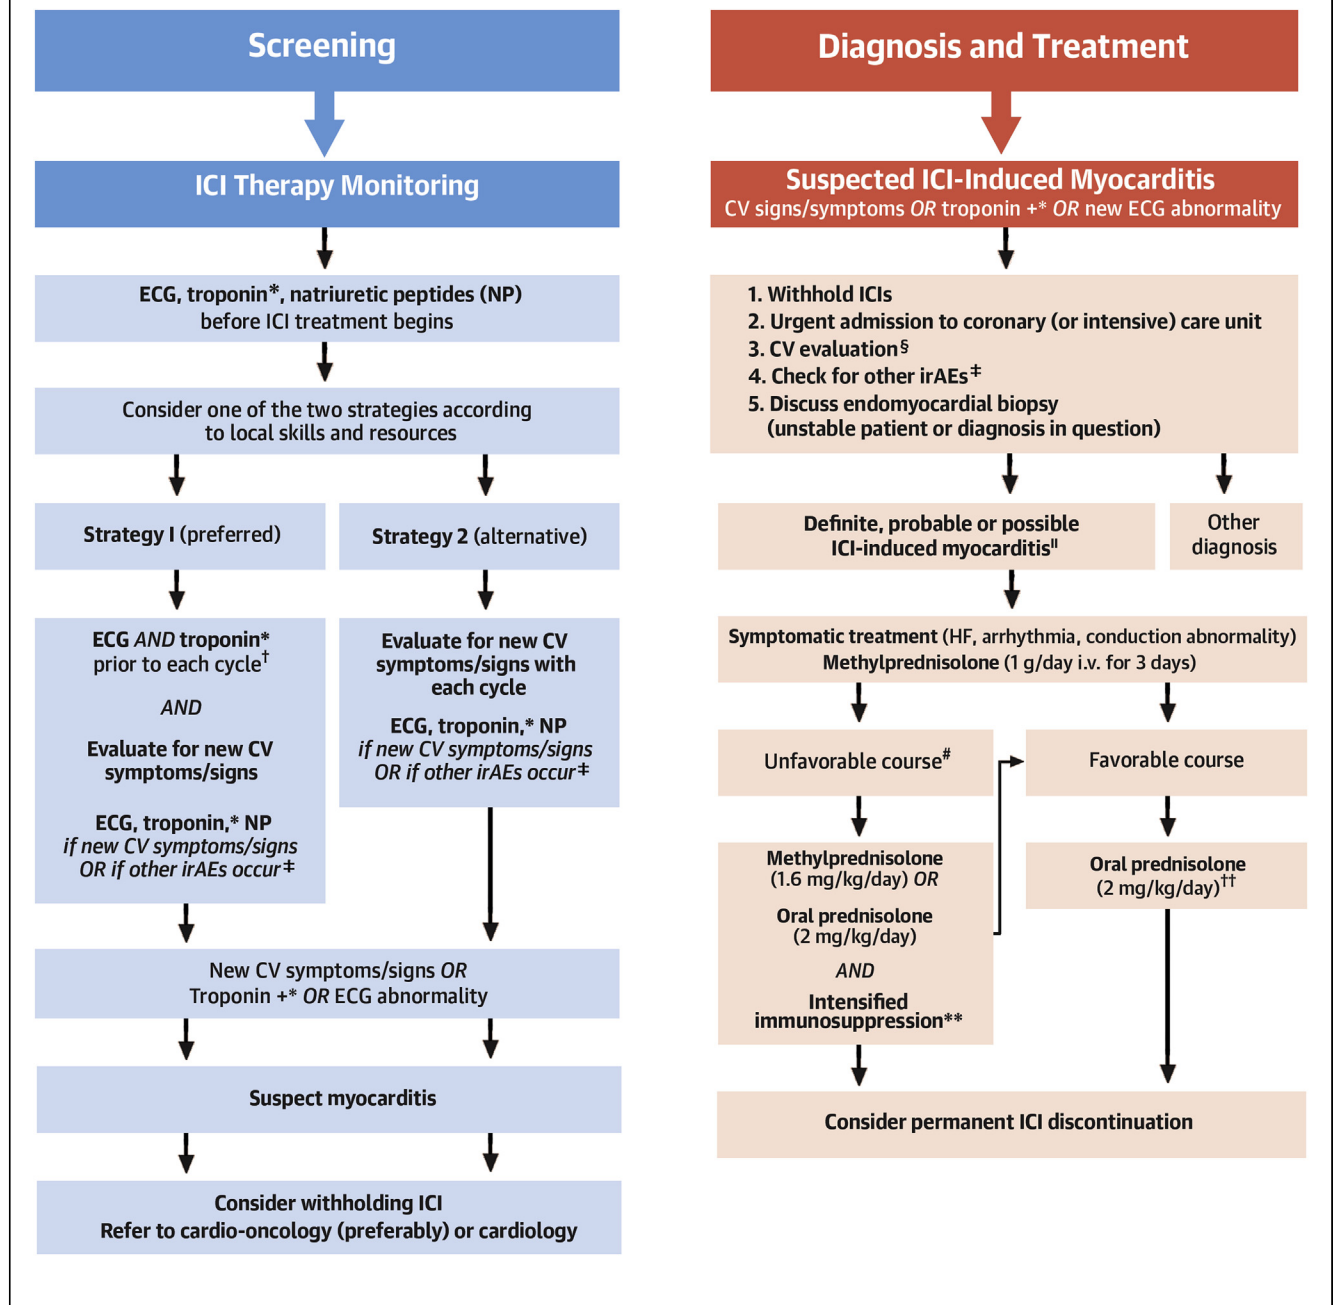 Screening
ICI Therapy Monitoring
ECG, troponin*, natriuretic peptides (NP)
before ICI treatment begins
Consider one of the two strategies according
to local skills and resources
Strategy I (preferred)
ECG AND troponin*
prior to each cycle†
AND
Evaluate for new CV
symptoms/signs
ECG, troponin,* NP
if new CV symptoms/signs
OR if other irAEs occur‡
Strategy 2 (alternative)
Evaluate for new CV
symptoms/signs with
each cycle
ECG, troponin,* NP
if new CV symptoms/signs
OR if other irAEs occur‡
New CV symptoms/signs OR
Troponin +* OR ECG abnormality
Suspect myocarditis
Consider withholding ICI
Refer to cardio-oncology (preferably) or cardiology
Diagnosis and Treatment
Suspected ICI-Induced Myocarditis
CV signs/symptoms OR troponin +* OR new ECG abnormality
1. Withhold ICIs
2. Urgent admission to coronary (or intensive) care unit
3. CV evaluation§
4. Check for other irAEs‡
5. Discuss endomyocardial biopsy
(unstable patient or diagnosis in question)
Definite, probable or possible
ICI-induced myocarditis||
Other
diagnosis
Symptomatic treatment (HF, arrhythmia, conduction abnormality)
Methylprednisolone (1 g/day i.v. for 3 days)
Unfavorable course#
Methylprednisolone
(1.6 mg/kg/day) OR
Oral prednisolone
(2 mg/kg/day)
AND
Intensified
immunosuppression**
Favorable course
Oral prednisolone
(2 mg/kg/day)††
Consider permanent ICI discontinuation